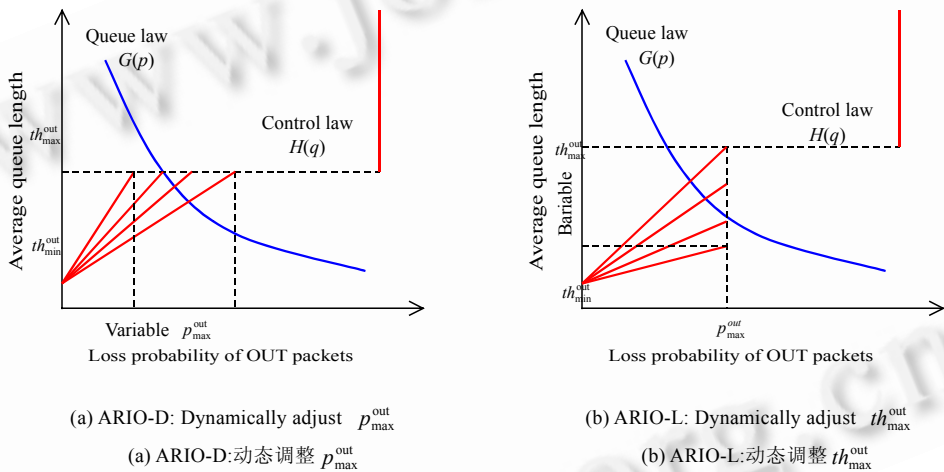 Queue law
G(p)
Control law
H(q)
Average queue length
th_max^out
th_min^out
Variable p_max^out
Loss probability of OUT packets
(a) ARIO-D: Dynamically adjust p_max^out
(a) ARIO-D:动态调整 p_max^out
Queue law
G(p)
Control law
H(q)
Average queue length
Bariable
th_max^out
th_min^out
p_max^out
Loss probability of OUT packets
(b) ARIO-L: Dynamically adjust th_max^out
(b) ARIO-L:动态调整 th_max^out